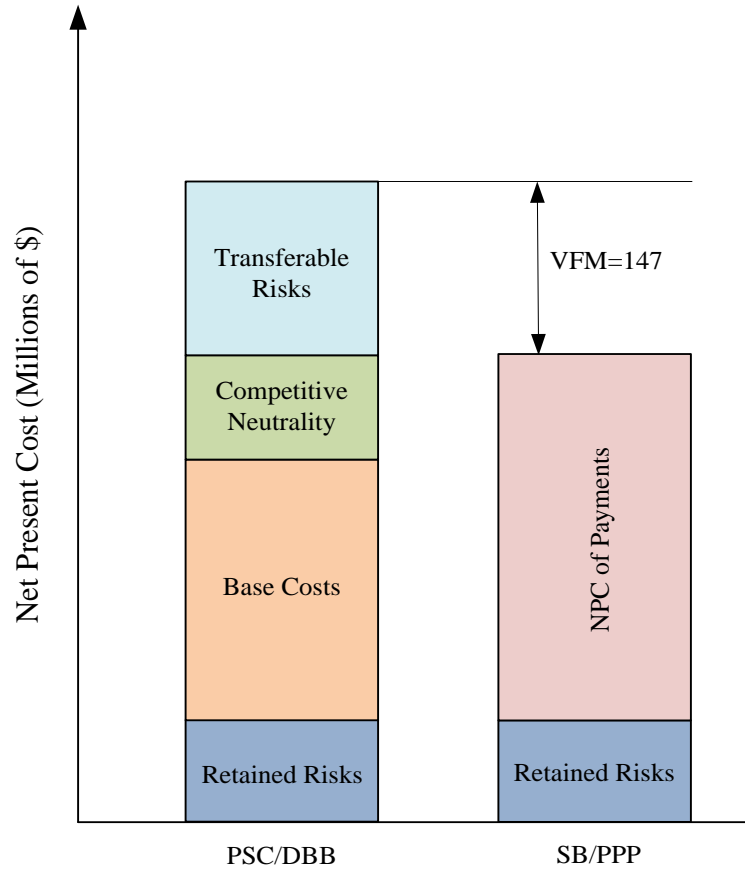 Net Present Cost (Millions of $)
Transferable
Risks
VFM=147
Competitive
Neutrality
NPC of Payments
Base Costs
Retained Risks
Retained Risks
PSC/DBB
SB/PPP